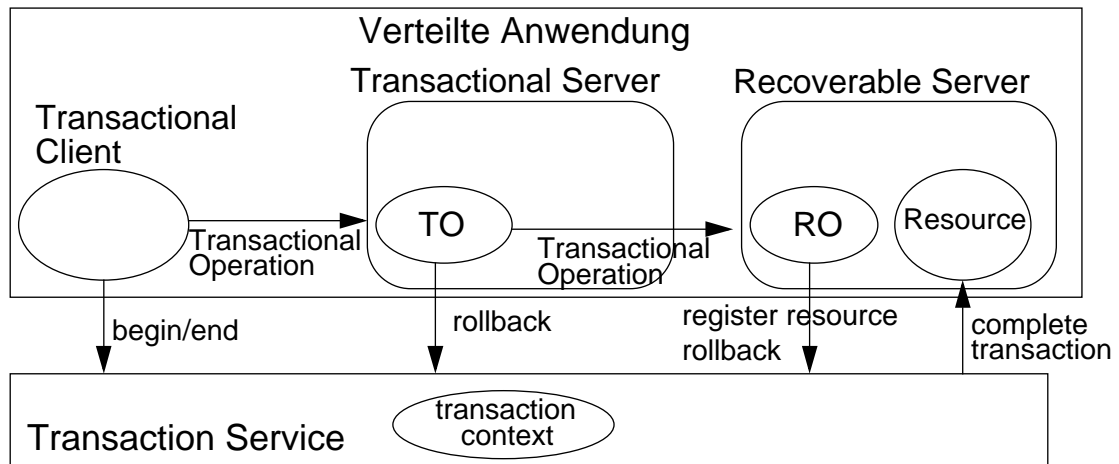 Verteilte Anwendung
Transactional Server
Recoverable Server
Transactional
Client
TO
RO
Resource
Transactional
Operation
Transactional
Operation
begin/end
rollback
register resource
rollback
complete
transaction
transaction
context
Transaction Service